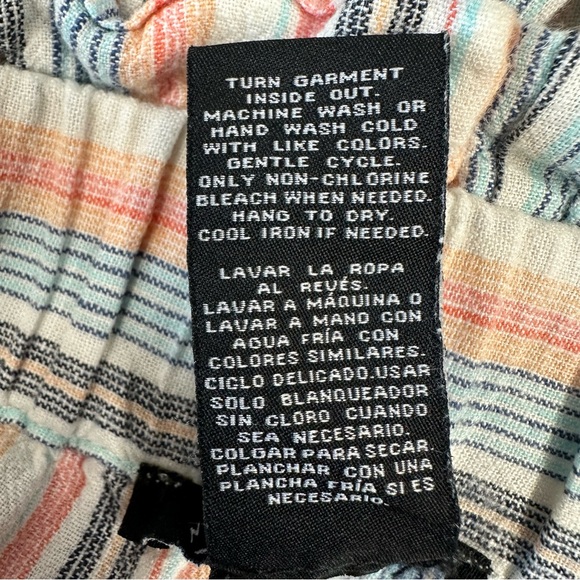 TURN GARMENT
INSIDE OUT.
MACHINE WASH OR
HAND WASH COLD
WITH LIKE COLORS.
GENTLE CYCLE.
ONLY NON-CHLORINE
BLEACH WHEN NEEDED.
HANG TO DRY.
COOL IRON IF NEEDED.
LAVAR LA ROPA
AL REVÉS.
LAVAR A MÁQUINA O
LAVAR A MANO CON
AGUA FRÍA CON
COLORES SIMILARES.
CICLO DELICADO.USAR
SOLO BLANQUEADOR
SIN CLORO CUANDO
SEA NECESARIO.
COLGAR PARA SECAR.
PLANCHAR CON UNA
PLANCHA FRÍA SI ES
NECESARIO.